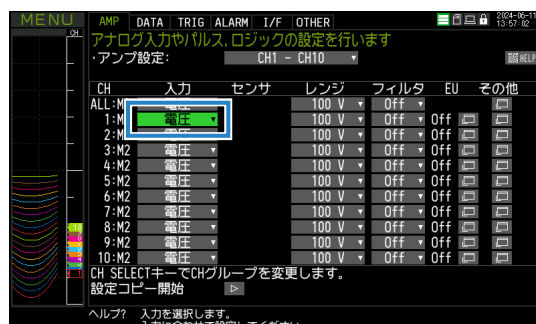 MENU AMP DATA TRIG ALARM I/F OTHER 2024-06-11
CH 13:57:02
アナログ入力やパルス,ロジックの設定を行います
・アンプ設定: CH1 - CH10 HELP
CH 入力 センサ レンジ フィルタ EU その他
ALL:M 電圧 100 V Off
1:M 電圧 100 V Off Off
2:M 100 V Off Off
3:M2 電圧 100 V Off Off
4:M2 電圧 100 V Off Off
5:M2 電圧 100 V Off Off
6:M2 電圧 100 V Off Off
7:M2 電圧 100 V Off Off
8:M2 電圧 100 V Off Off
9:M2 電圧 100 V Off Off
10:M2 電圧 100 V Off Off
CH SELECTキーでCHグループを変更します。
設定コピー開始
ヘルプ? 入力を選択します。